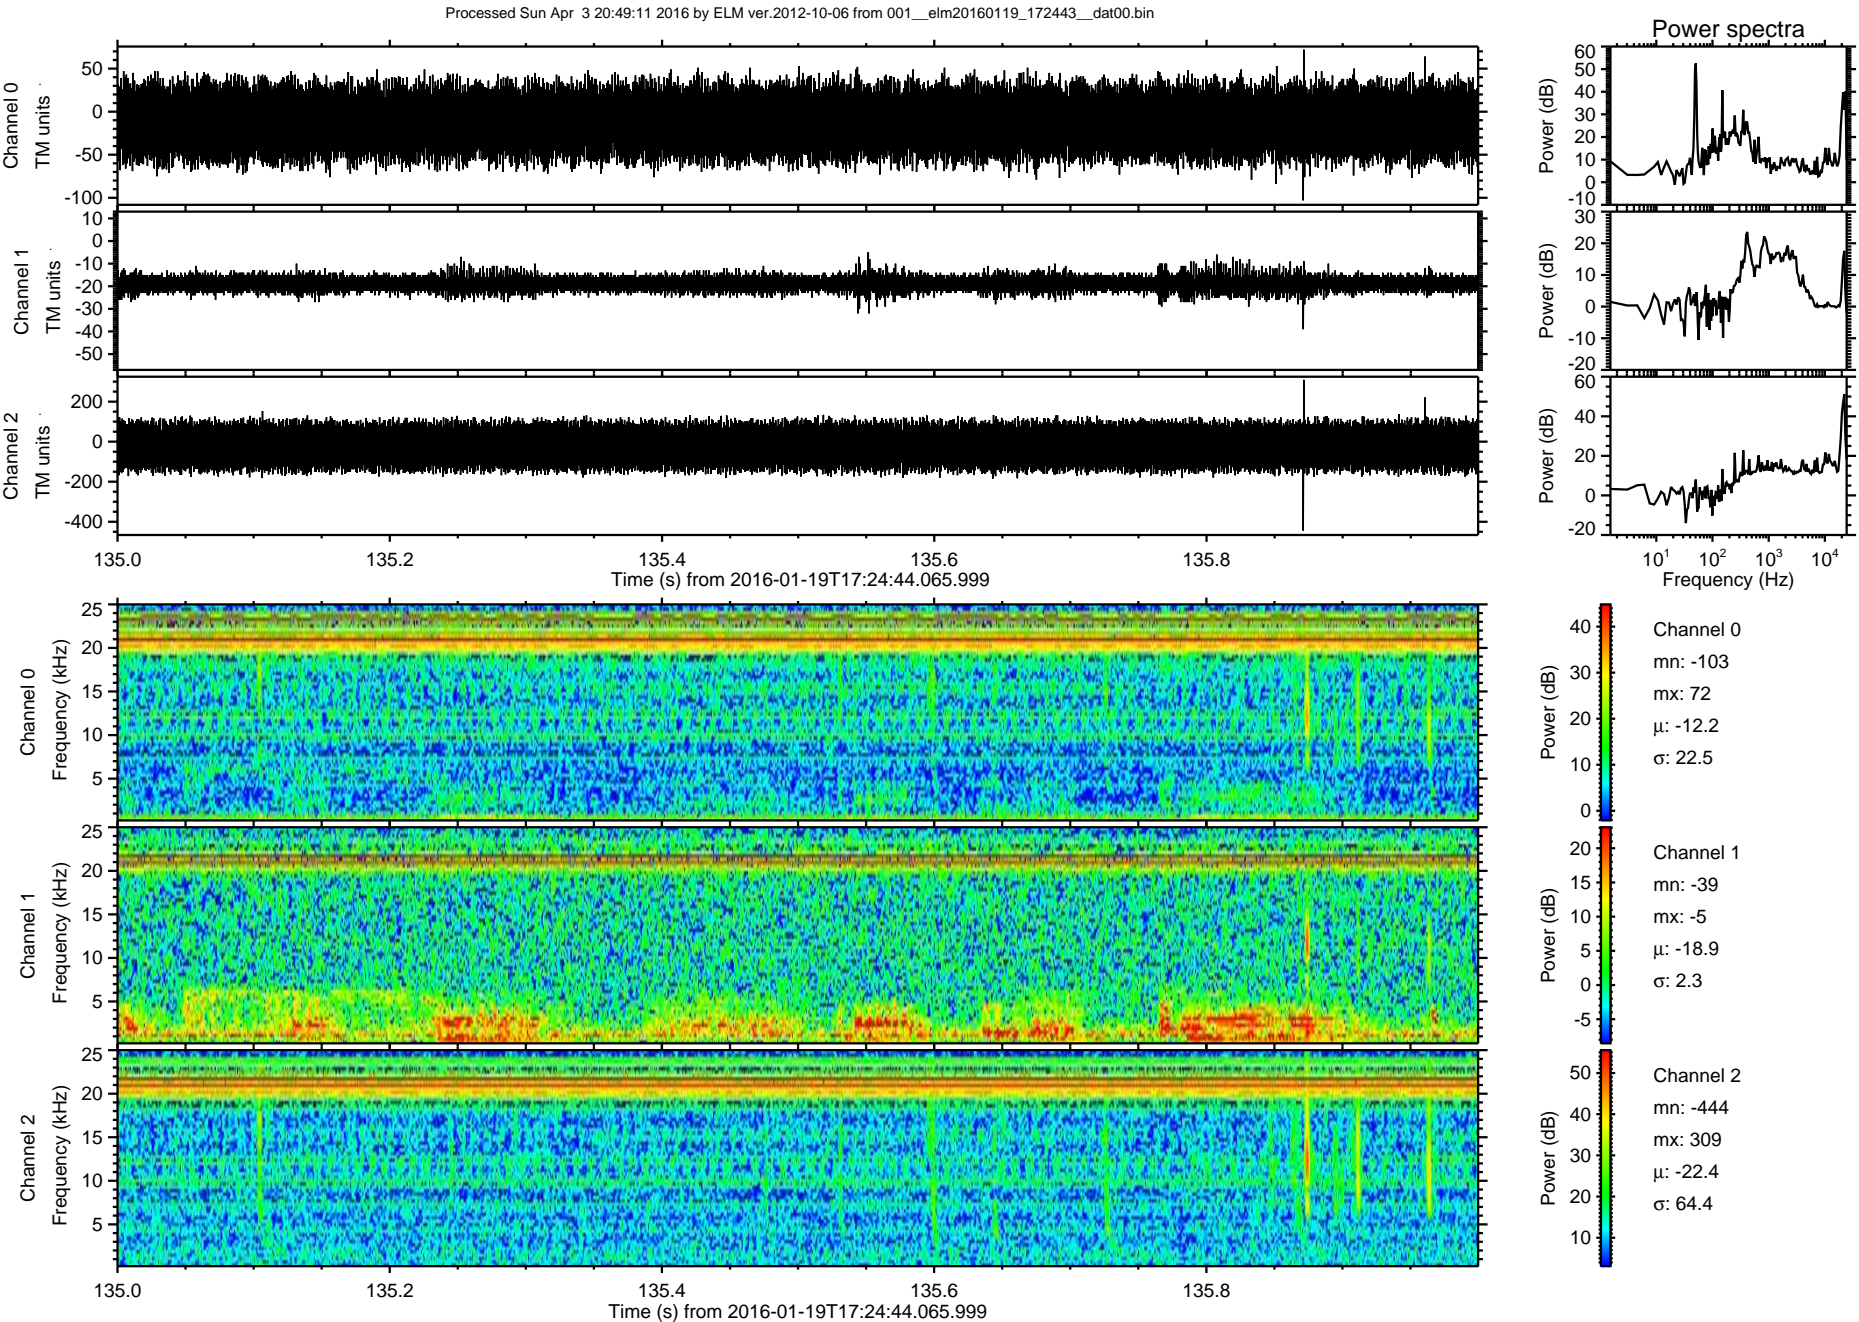 Processed Sun Apr  3 20:49:11 2016 by ELM ver.2012-10-06 from 001__elm20160119_172443__dat00.bin
Power spectra
Channel 0
TM units
50
0
-50
-100
Power (dB)
60
50
40
30
20
10
0
-10
Channel 1
TM units
10
0
-10
-20
-30
-40
-50
Power (dB)
30
20
10
0
-10
-20
Channel 2
TM units
200
0
-200
-400
Power (dB)
60
40
20
0
-20
135.0 135.2 135.4 135.6 135.8
Time (s) from 2016-01-19T17:24:44.065.999
10^1 10^2 10^3 10^4
Frequency (Hz)
Channel 0
Frequency (kHz)
25
20
15
10
5
Power (dB)
40
30
20
10
0
Channel 0
mn: -103
mx: 72
μ: -12.2
σ: 22.5
Channel 1
Frequency (kHz)
25
20
15
10
5
Power (dB)
20
15
10
5
0
-5
Channel 1
mn: -39
mx: -5
μ: -18.9
σ: 2.3
Channel 2
Frequency (kHz)
25
20
15
10
5
Power (dB)
50
40
30
20
10
Channel 2
mn: -444
mx: 309
μ: -22.4
σ: 64.4
135.0 135.2 135.4 135.6 135.8
Time (s) from 2016-01-19T17:24:44.065.999